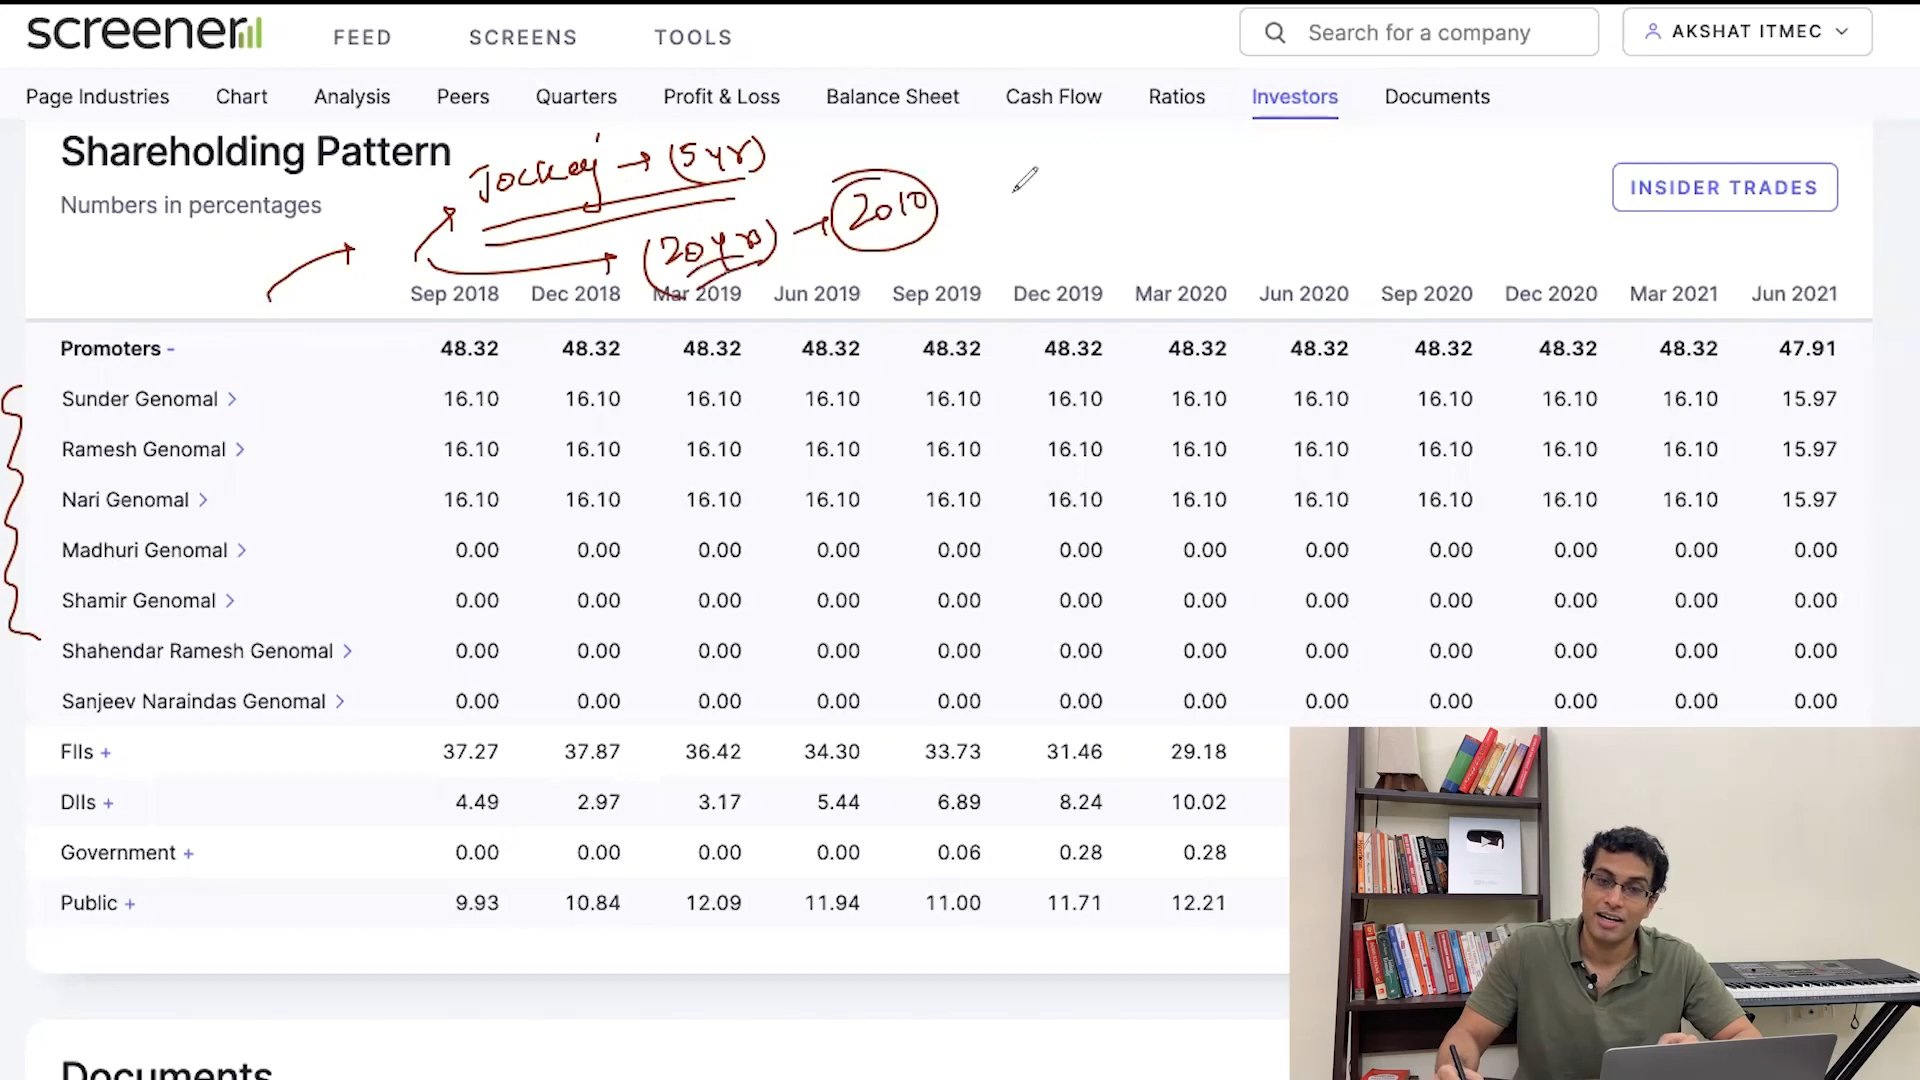 screener FEED SCREENS TOOLS Search for a company AKSHAT ITMEC
Page Industries Chart Analysis Peers Quarters Profit & Loss Balance Sheet Cash Flow Ratios Investors Documents
Shareholding Pattern
Jockey → (5yr)
INSIDER TRADES
Numbers in percentages
(20yrs) → 2010
Sep 2018 Dec 2018 Mar 2019 Jun 2019 Sep 2019 Dec 2019 Mar 2020 Jun 2020 Sep 2020 Dec 2020 Mar 2021 Jun 2021
Promoters - 48.32 48.32 48.32 48.32 48.32 48.32 48.32 48.32 48.32 48.32 48.32 47.91
Sunder Genomal > 16.10 16.10 16.10 16.10 16.10 16.10 16.10 16.10 16.10 16.10 16.10 15.97
Ramesh Genomal > 16.10 16.10 16.10 16.10 16.10 16.10 16.10 16.10 16.10 16.10 16.10 15.97
Nari Genomal > 16.10 16.10 16.10 16.10 16.10 16.10 16.10 16.10 16.10 16.10 16.10 15.97
Madhuri Genomal > 0.00 0.00 0.00 0.00 0.00 0.00 0.00 0.00 0.00 0.00 0.00 0.00
Shamir Genomal > 0.00 0.00 0.00 0.00 0.00 0.00 0.00 0.00 0.00 0.00 0.00 0.00
Shahendar Ramesh Genomal > 0.00 0.00 0.00 0.00 0.00 0.00 0.00 0.00 0.00 0.00 0.00 0.00
Sanjeev Naraindas Genomal > 0.00 0.00 0.00 0.00 0.00 0.00 0.00 0.00 0.00 0.00 0.00 0.00
FIIs + 37.27 37.87 36.42 34.30 33.73 31.46 29.18
DIIs + 4.49 2.97 3.17 5.44 6.89 8.24 10.02
Government + 0.00 0.00 0.00 0.00 0.06 0.28 0.28
Public + 9.93 10.84 12.09 11.94 11.00 11.71 12.21
Documents